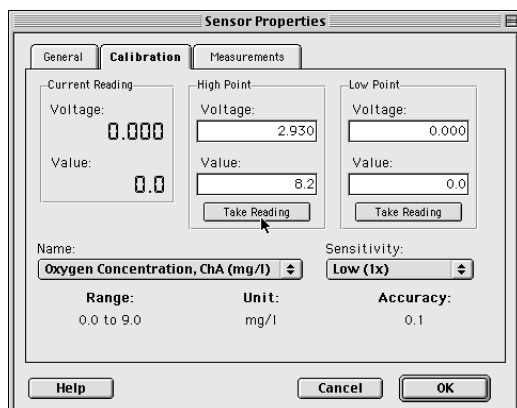 Sensor Properties
General Calibration Measurements
Current Reading
Voltage:
0.000
Value:
0.0
High Point
Voltage:
2.930
Value:
8.2
Take Reading
Low Point
Voltage:
0.000
Value:
0.0
Take Reading
Name:
Oxygen Concentration, ChA (mg/l)
Sensitivity:
Low (1x)
Range: Unit: Accuracy:
0.0 to 9.0 mg/l 0.1
Help Cancel OK